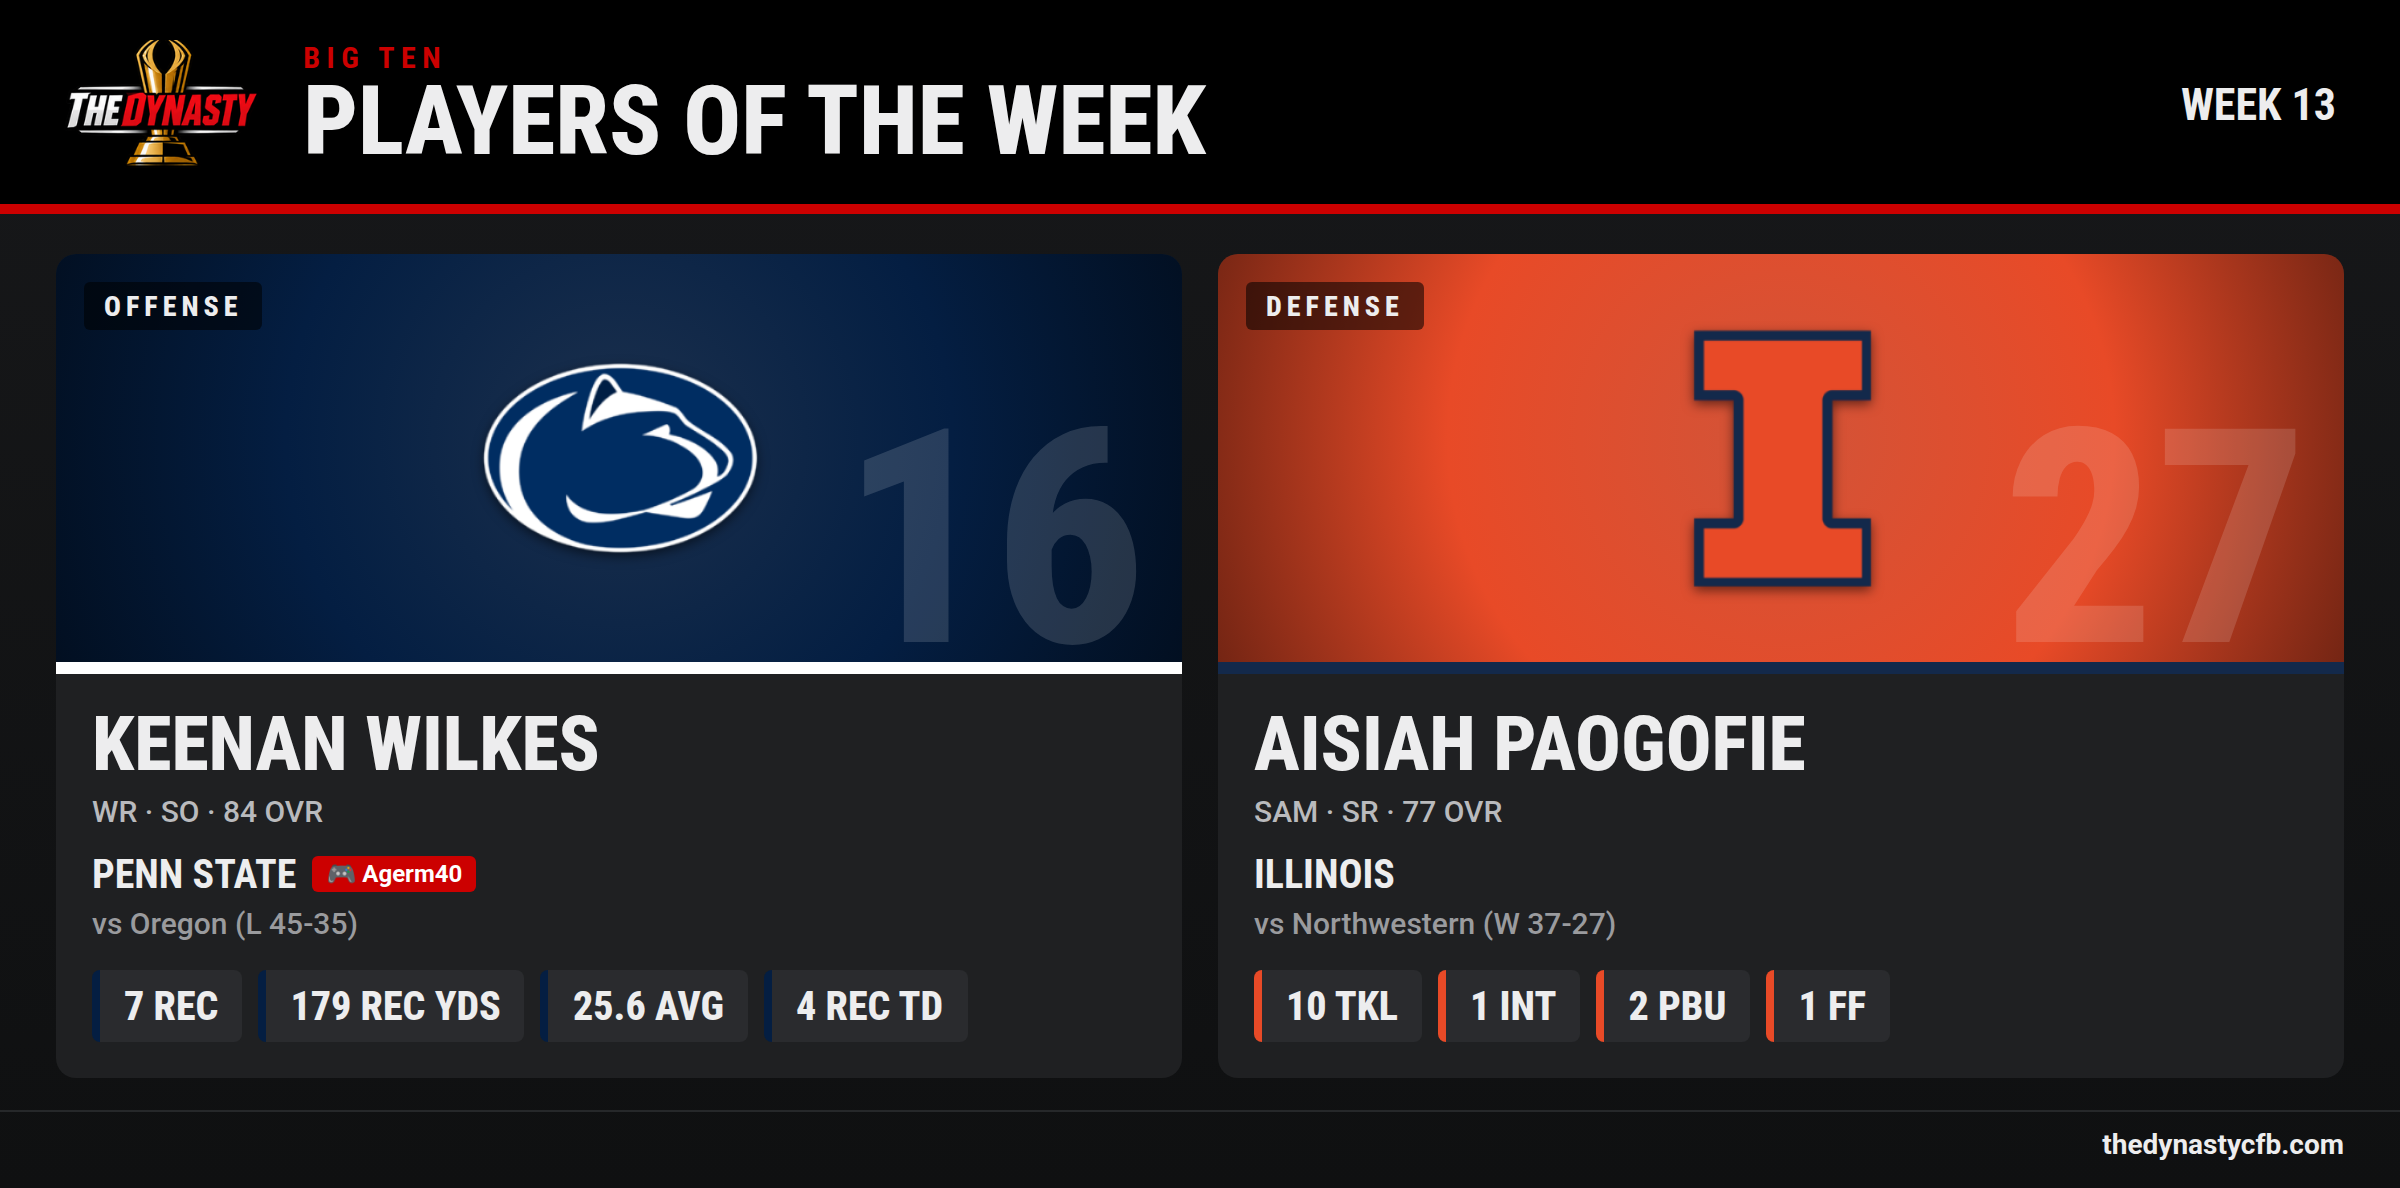 THE DYNASTY
BIG TEN
PLAYERS OF THE WEEK
WEEK 13
OFFENSE
16
KEENAN WILKES
WR · SO · 84 OVR
PENN STATE 🎮 Agerm40
vs Oregon (L 45-35)
7 REC 179 REC YDS 25.6 AVG 4 REC TD
DEFENSE
I
27
AISIAH PAOGOFIE
SAM · SR · 77 OVR
ILLINOIS
vs Northwestern (W 37-27)
10 TKL 1 INT 2 PBU 1 FF
thedynastycfb.com